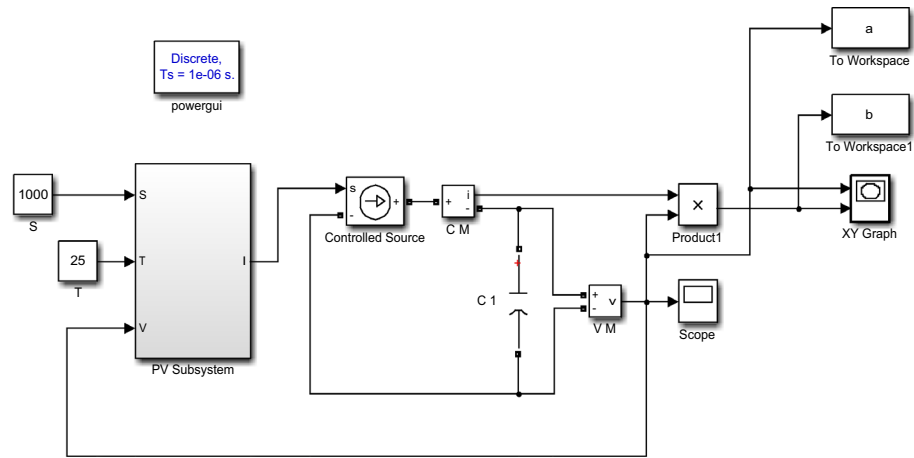 a
To Workspace
Discrete,
Ts = 1e-06 s.
powergui
b
To Workspace1
1000
S
S
25
T
T
V
I
PV Subsystem
s
-
+
Controlled Source
+
i
-
C M
×
Product1
XY Graph
+
C 1
+
-
v
V M
Scope